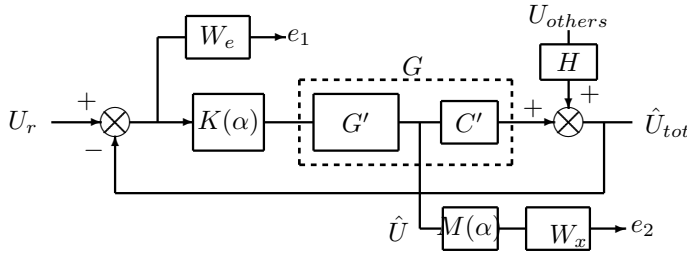 U_others
W_e
e_1
H
G
+
+
U_r
K(α)
G′
C′
+
Û_tot
−
Û
M(α)
W_x
e_2